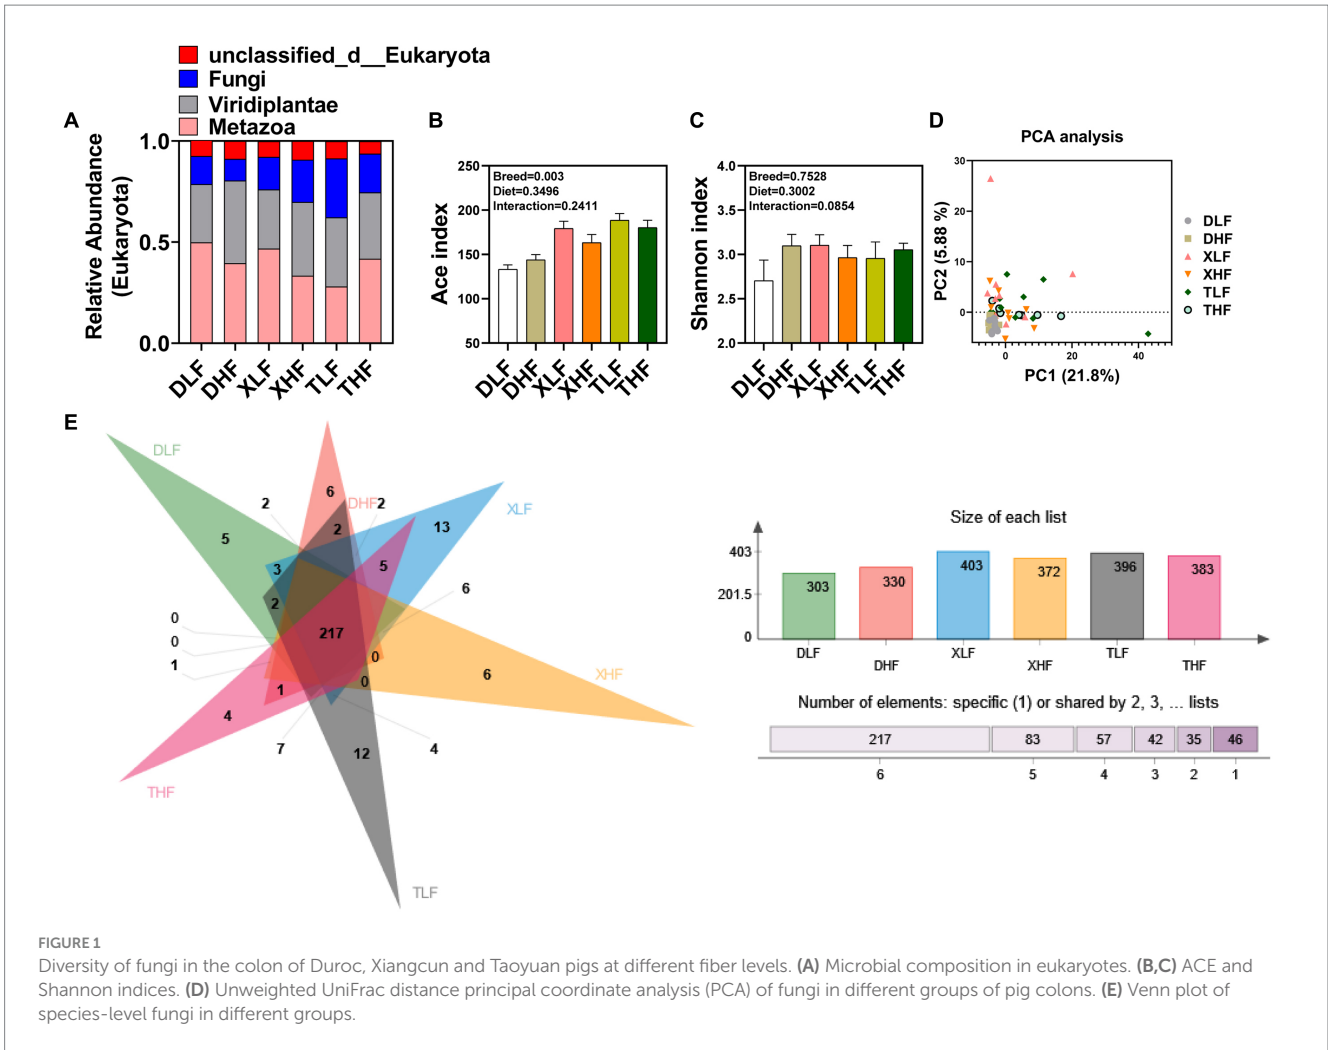 unclassified_d__Eukaryota
Fungi
Viridiplantae
Metazoa
A
Relative Abundance
(Eukaryota)
1.0
0.5
0.0
DLF
DHF
XLF
XHF
TLF
THF
B
Ace index
250
200
150
100
50
Breed=0.003
Diet=0.3496
Interaction=0.2411
DLF
DHF
XLF
XHF
TLF
THF
C
Shannon index
4.0
3.5
3.0
2.5
2.0
Breed=0.7528
Diet=0.3002
Interaction=0.0854
DLF
DHF
XLF
XHF
TLF
THF
D
PCA analysis
PC2 (5.88 %)
30
20
10
0
0
20
40
PC1 (21.8%)
DLF
DHF
XLF
XHF
TLF
THF
E
DLF
DHF
XLF
XHF
TLF
THF
6
2
2
2
13
5
5
3
6
2
0
217
0
0
1
0
6
1
4
7
12
4
Size of each list
403
201.5
0
303
330
403
372
396
383
DLF
DHF
XLF
XHF
TLF
THF
Number of elements: specific (1) or shared by 2, 3, ... lists
217
83
57
42
35
46
6
5
4
3
2
1
FIGURE 1
Diversity of fungi in the colon of Duroc, Xiangcun and Taoyuan pigs at different fiber levels. (A) Microbial composition in eukaryotes. (B,C) ACE and
Shannon indices. (D) Unweighted UniFrac distance principal coordinate analysis (PCA) of fungi in different groups of pig colons. (E) Venn plot of
species-level fungi in different groups.